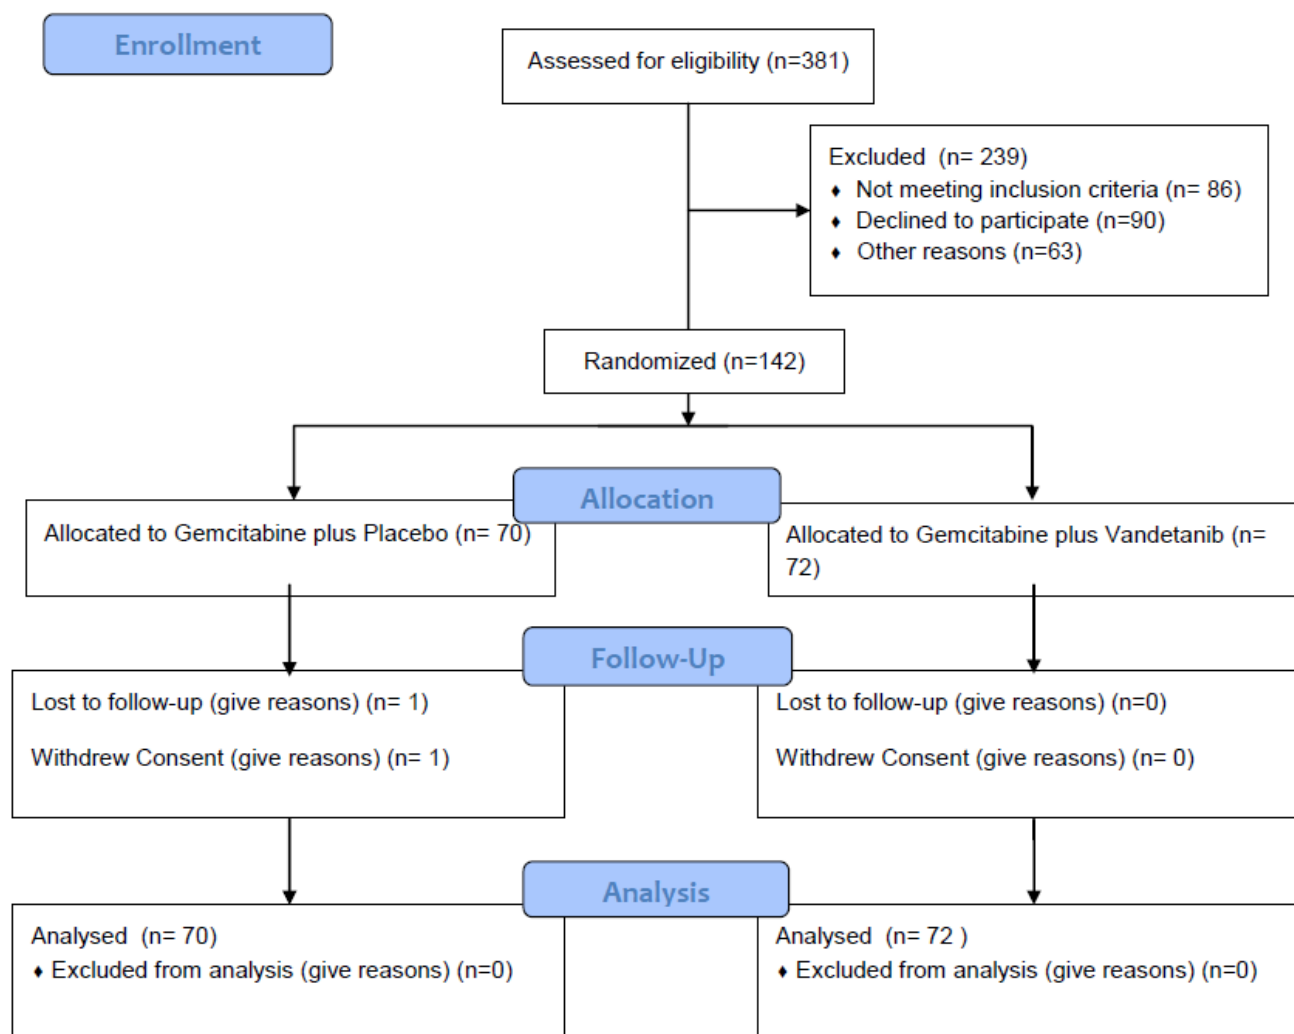 Enrollment
Assessed for eligibility (n=381)
Excluded  (n= 239)
♦ Not meeting inclusion criteria (n= 86)
♦ Declined to participate (n=90)
♦ Other reasons (n=63)
Randomized (n=142)
Allocation
Allocated to Gemcitabine plus Placebo (n= 70)
Allocated to Gemcitabine plus Vandetanib (n=
72)
Follow-Up
Lost to follow-up (give reasons) (n= 1)
Withdrew Consent (give reasons) (n= 1)
Lost to follow-up (give reasons) (n=0)
Withdrew Consent (give reasons) (n= 0)
Analysis
Analysed  (n= 70)
♦ Excluded from analysis (give reasons) (n=0)
Analysed  (n= 72 )
♦ Excluded from analysis (give reasons) (n=0)